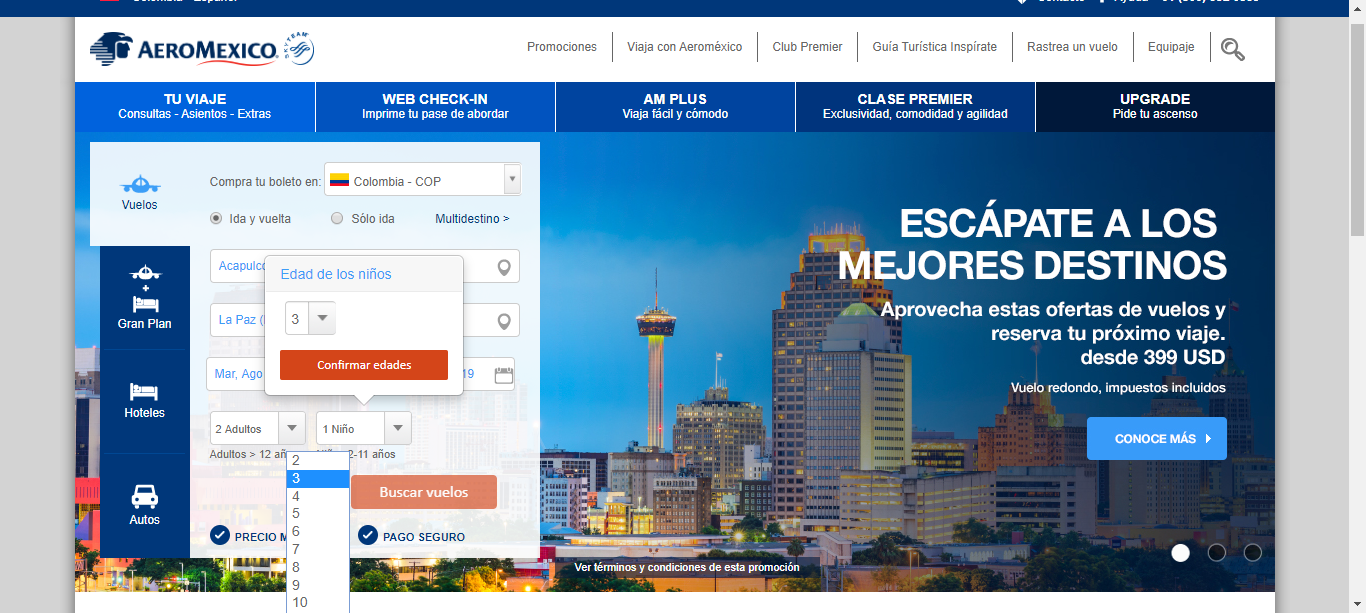 Contacto
Ayuda
AEROMEXICO.
SKYTEAM
Promociones
Viaja con Aeroméxico
Club Premier
Guía Turística Inspírate
Rastrea un vuelo
Equipaje
TU VIAJE
Consultas - Asientos - Extras
WEB CHECK-IN
Imprime tu pase de abordar
AM PLUS
Viaja fácil y cómodo
CLASE PREMIER
Exclusividad, comodidad y agilidad
UPGRADE
Pide tu ascenso
Vuelos
Compra tu boleto en:
Colombia - COP
Ida y vuelta
Sólo ida
Multidestino >
Edad de los niños
3
Confirmar edades
La Paz
Mar, Ago
19
Gran Plan
Hoteles
Autos
2 Adultos
1 Niño
Adultos > 12
2-11 años
2
3
4
5
6
7
8
9
10
Buscar vuelos
PRECIO
PAGO SEGURO
ESCÁPATE A LOS
MEJORES DESTINOS
Aprovecha estas ofertas de vuelos y
reserva tu próximo viaje.
desde 399 USD
Vuelo redondo, impuestos incluidos
CONOCE MÁS
Ver términos y condiciones de esta promoción